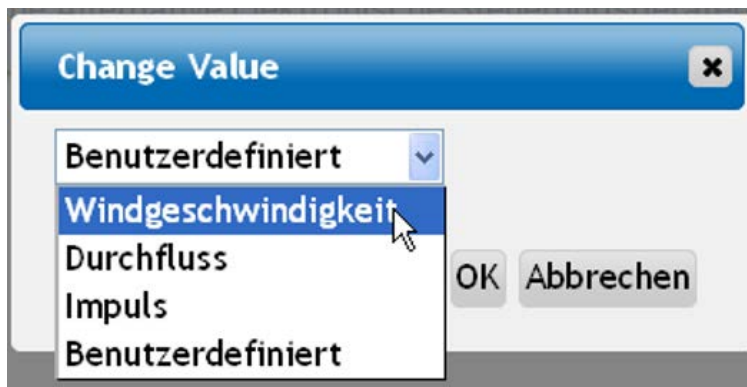 Change Value
Benutzerdefiniert
Windgeschwindigkeit
Durchfluss
Impuls
Benutzerdefiniert
OK Abbrechen